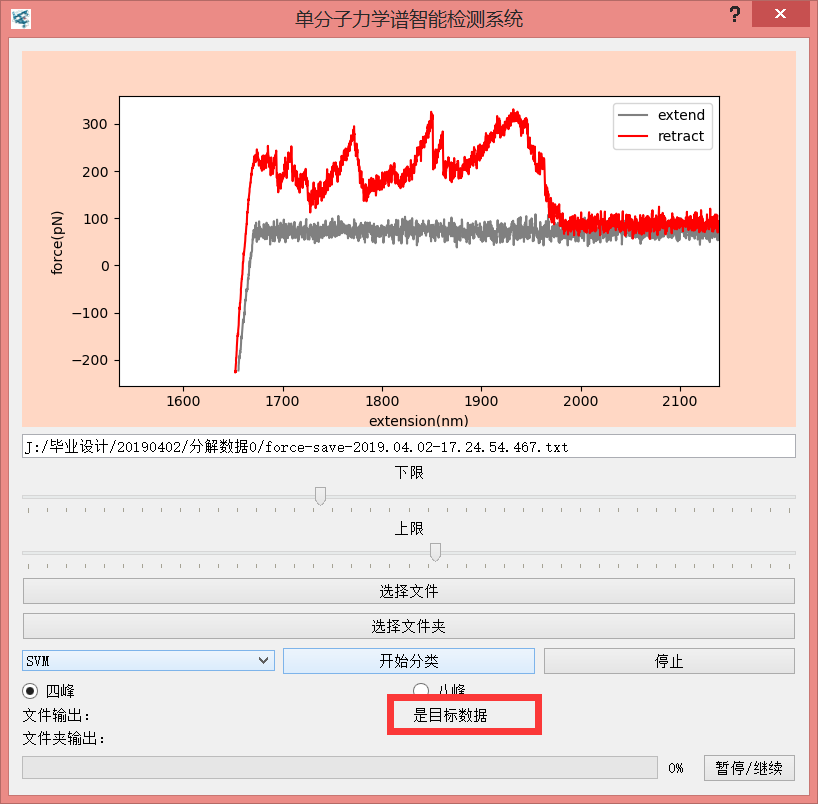 单分子力学谱智能检测系统
?
extend
retract
force(pN)
300
200
100
0
−100
−200
1600
1700
1800
1900
2000
2100
extension(nm)
J:/毕业设计/20190402/分解数据0/force-save-2019.04.02-17.24.54.467.txt
下限
上限
选择文件
选择文件夹
SVM
开始分类
停止
四峰
八峰
文件输出:
是目标数据
文件夹输出:
0%
暂停/继续